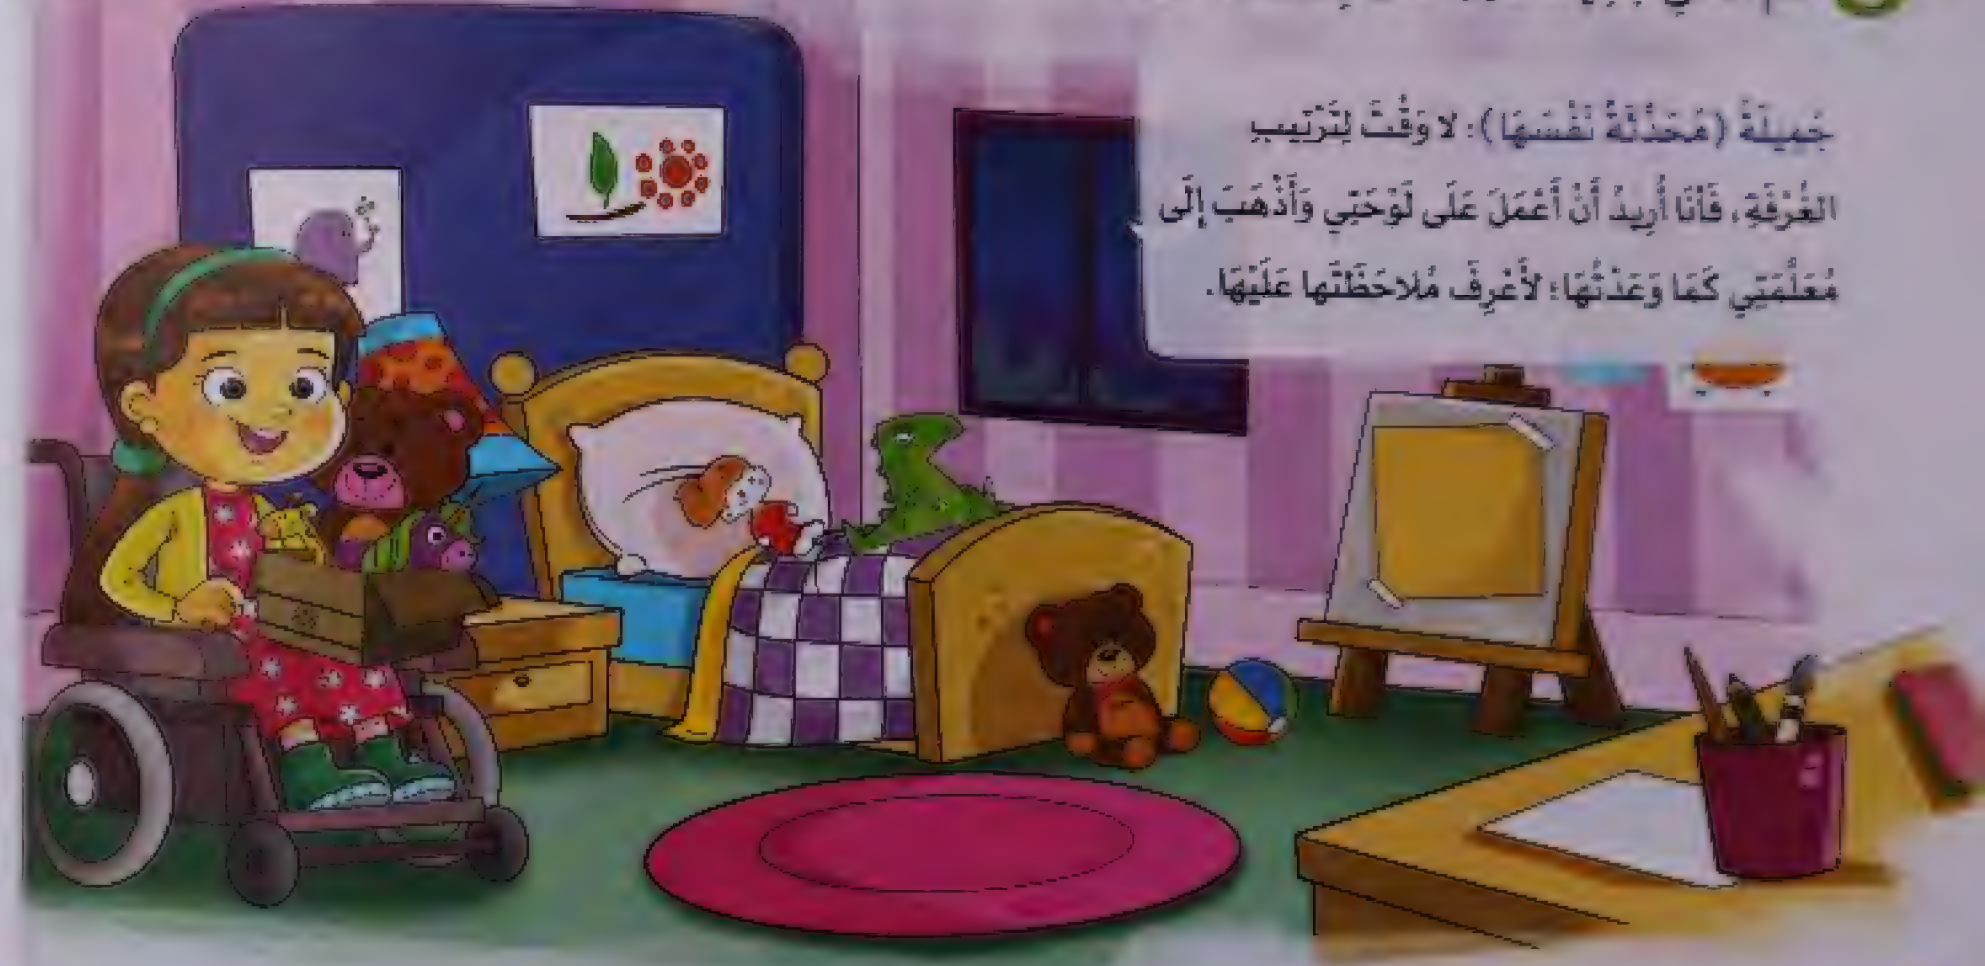 جَمِيلَةُ (مُحَدِّثَةً نَفْسَهَا): لا وَقْتَ لِتَرْتِيبِ
الغُرْفَةِ، فَأَنَا أُرِيدُ أَنْ أَعْمَلَ عَلَى لَوْحَتِي وَأَذْهَبَ إِلَى
مُعَلِّمَتِي كَمَا وَعَدْتُهَا؛ لأَعْرِفَ مُلاحَظَتَها عَلَيْهَا.